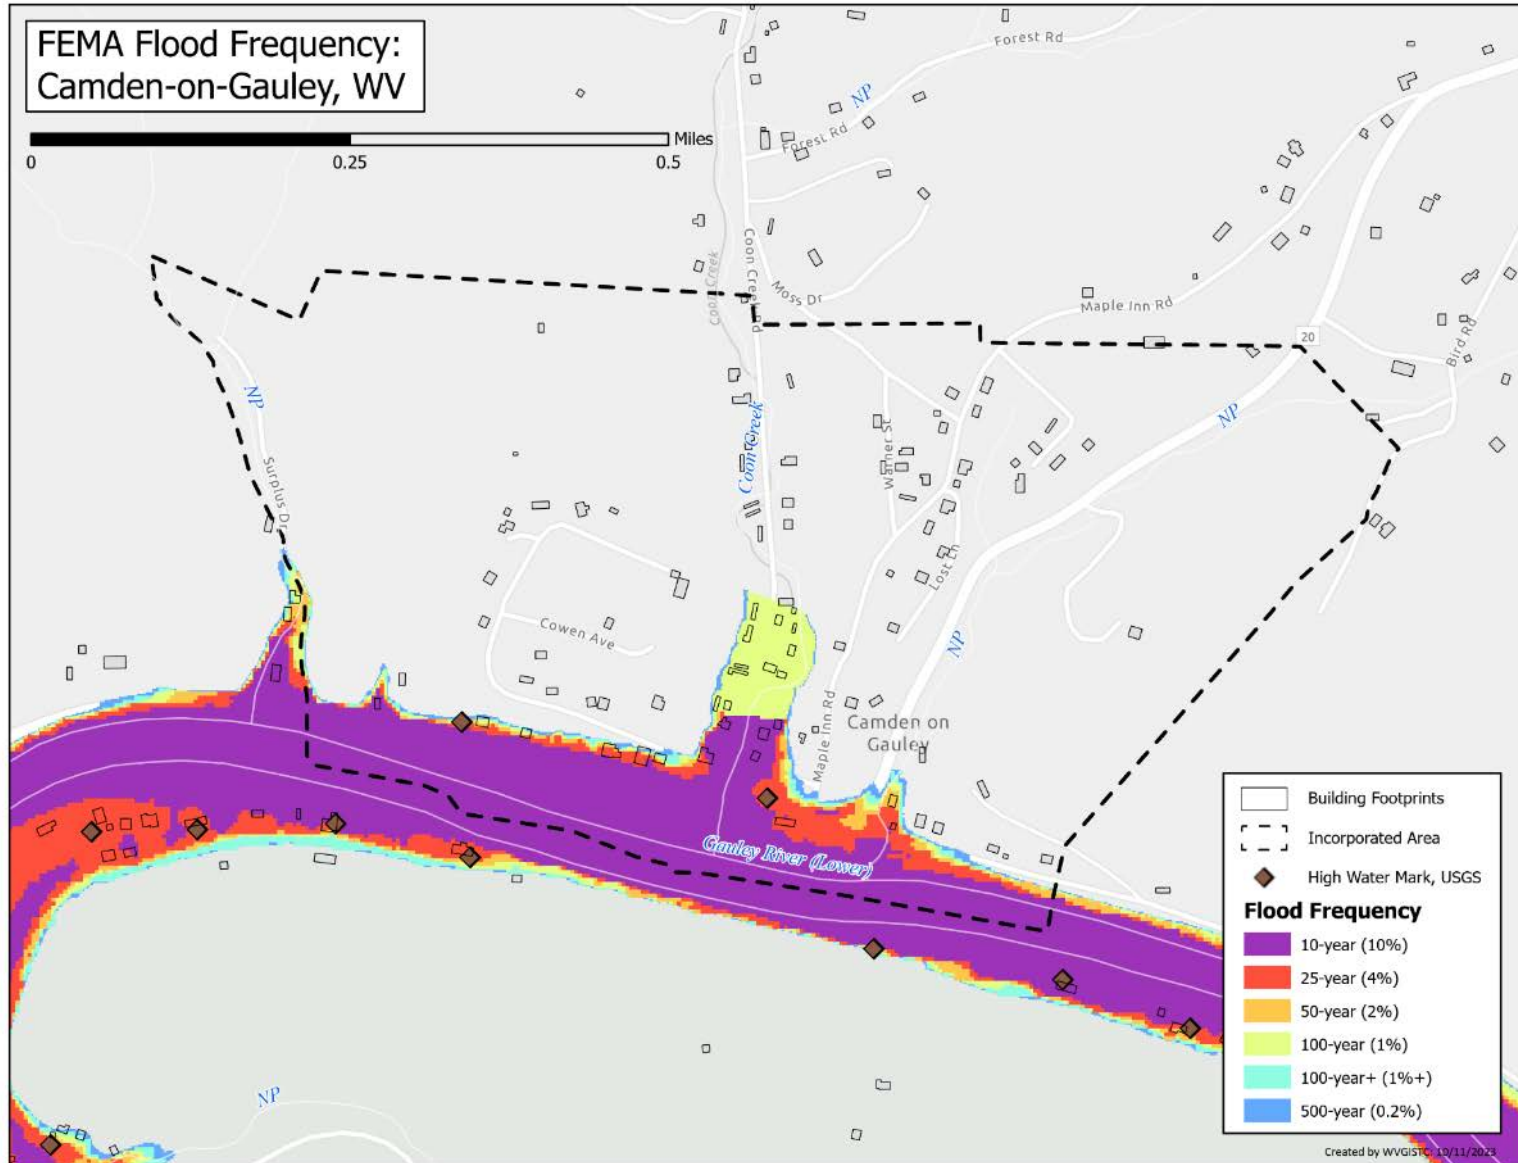 FEMA Flood Frequency:
Camden-on-Gauley, WV
Miles
0 0.25 0.5
Forest Rd
NP
Forest Rd
Coon Creek
Coon Creek Rd
Moss Dr
Maple Inn Rd
20
Bird Rd
NP
NP
Coon Creek
Warner St
Surplus Dr
Lost Ln
Cowen Ave
NP
Maple Inn Rd
Camden on
Gauley
Gauley River (Lower)
NP
Building Footprints
Incorporated Area
High Water Mark, USGS
Flood Frequency
10-year (10%)
25-year (4%)
50-year (2%)
100-year (1%)
100-year+ (1%+)
500-year (0.2%)
Created by WVGISTC: 10/11/2023